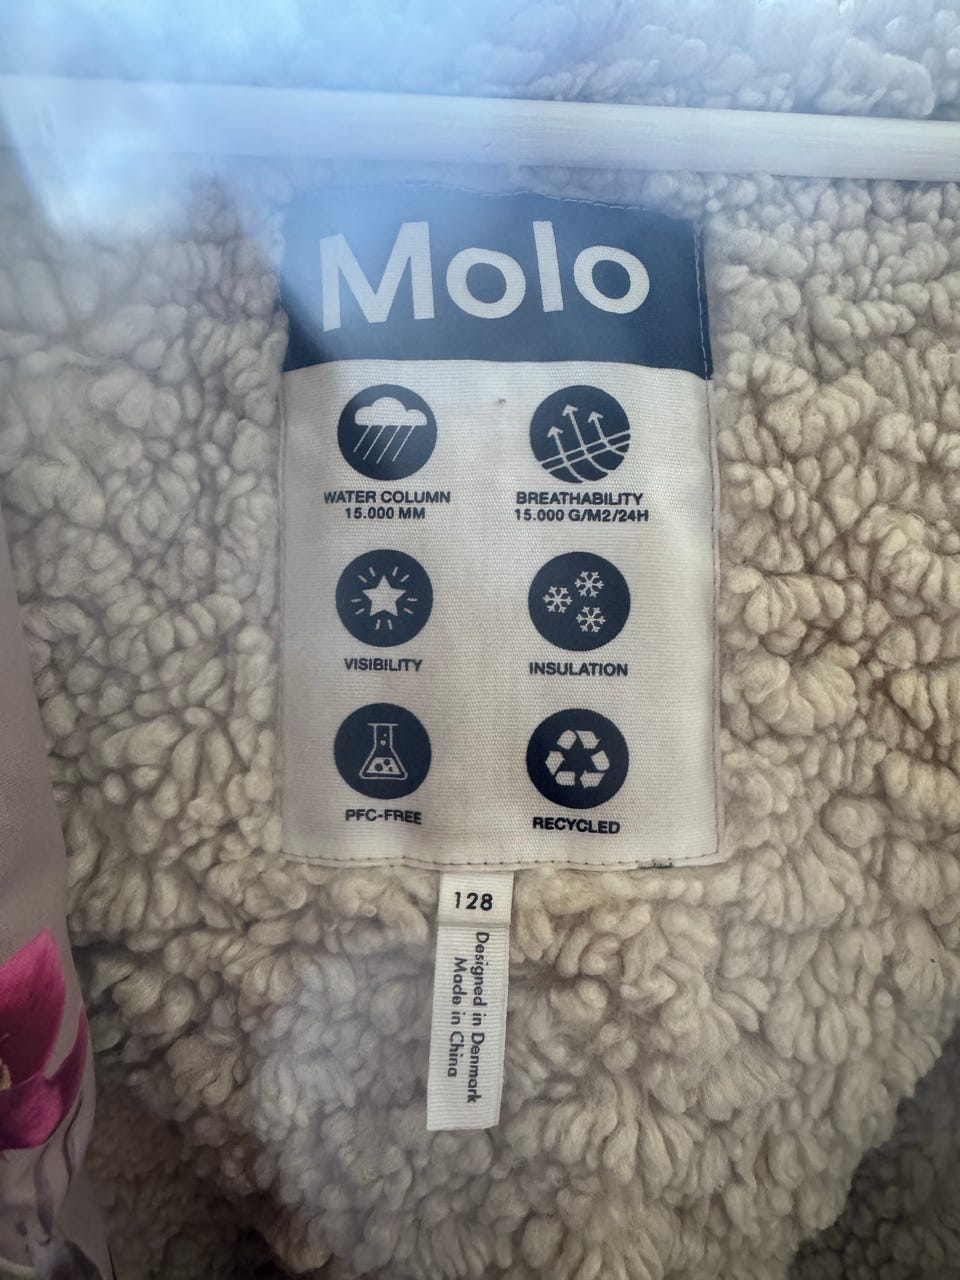 Molo
WATER COLUMN
15.000 MM
BREATHABILITY
15.000 G/M2/24H
VISIBILITY
INSULATION
PFC-FREE
RECYCLED
128
Designed in Denmark
Made in China